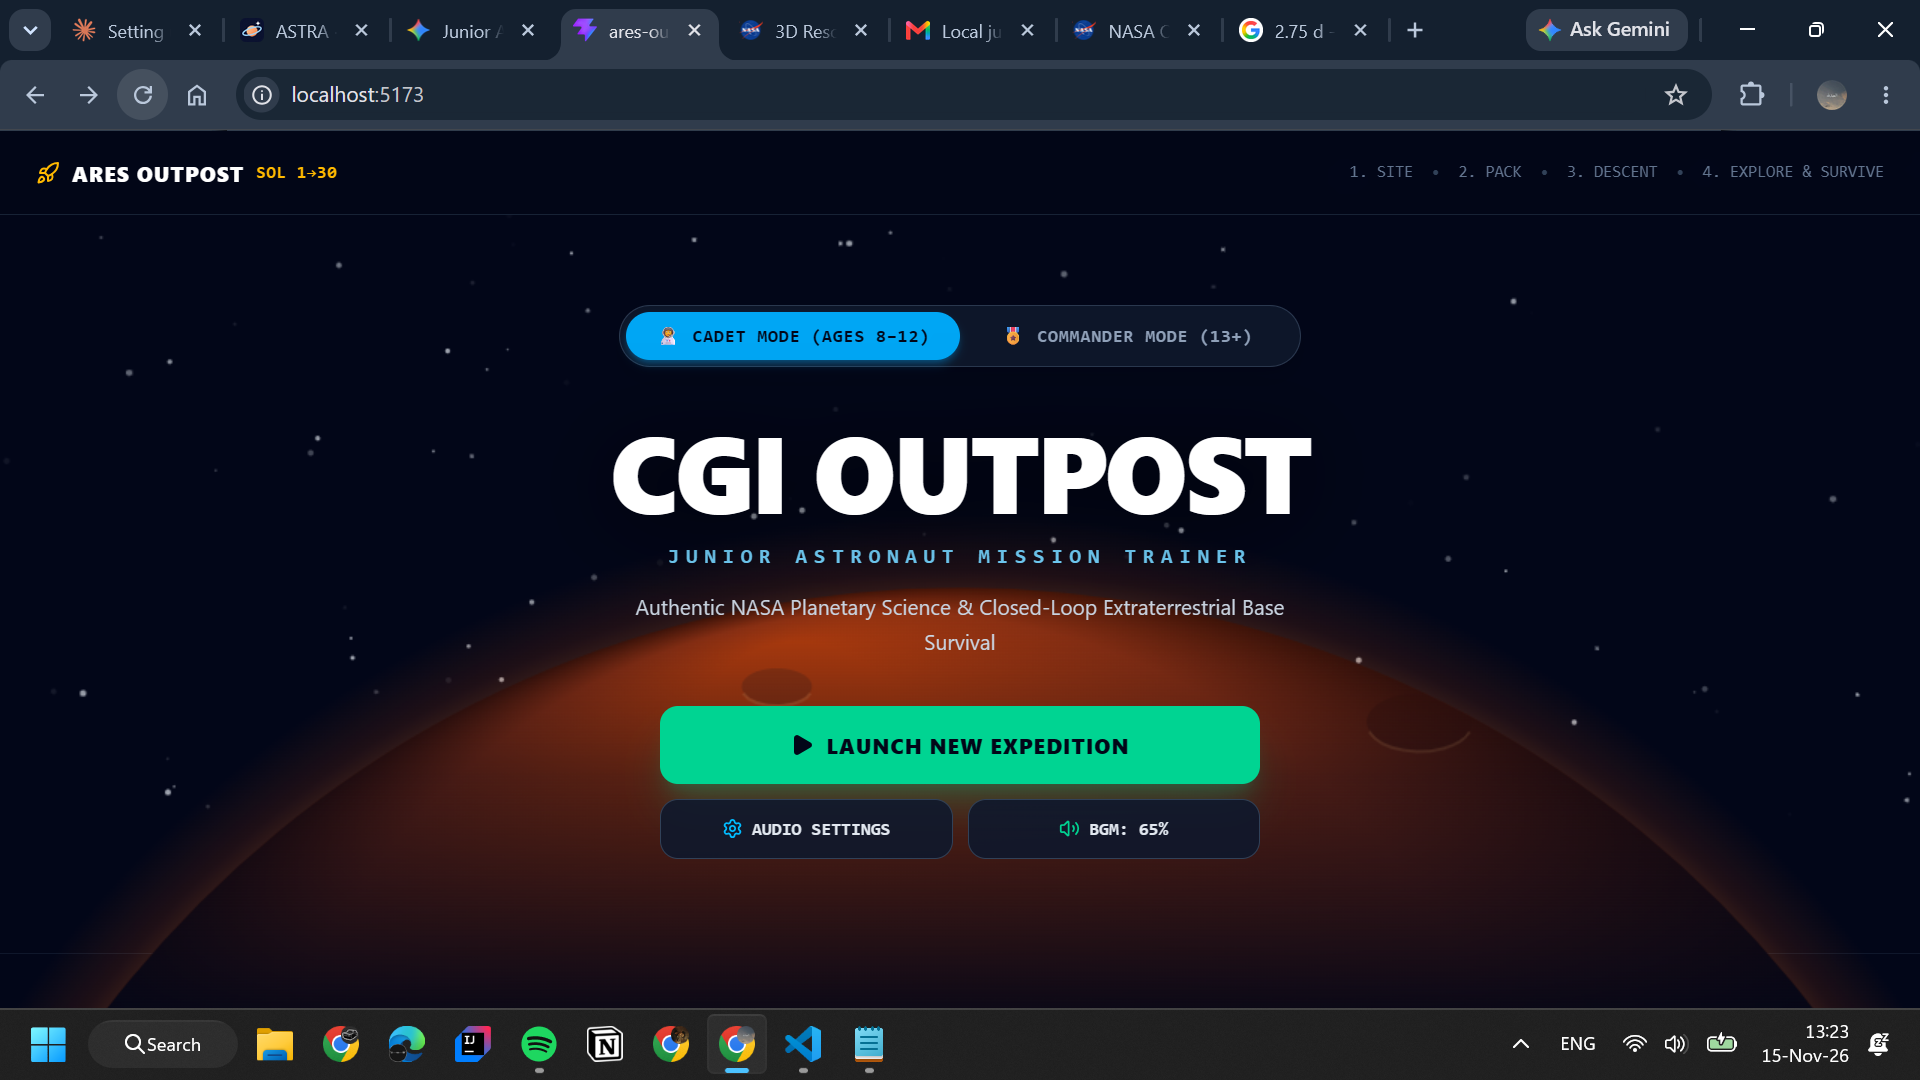 Setting
ASTRA
Junior A
ares-ou
3D Reso
Local ju
NASA
2.75 d -
Ask Gemini
localhost:5173
ARES OUTPOST SOL 1→30
1. SITE • 2. PACK • 3. DESCENT • 4. EXPLORE & SURVIVE
CADET MODE (AGES 8–12)
COMMANDER MODE (13+)
CGI OUTPOST
JUNIOR ASTRONAUT MISSION TRAINER
Authentic NASA Planetary Science & Closed-Loop Extraterrestrial Base
Survival
LAUNCH NEW EXPEDITION
AUDIO SETTINGS
BGM: 65%
Search
ENG
13:23
15-Nov-26